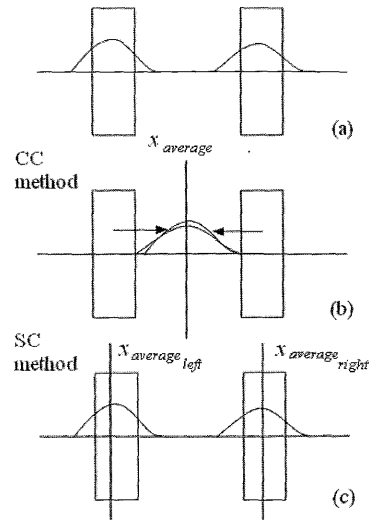 (a)
CC
method
x average
(b)
SC
method
x average left
x average right
(c)